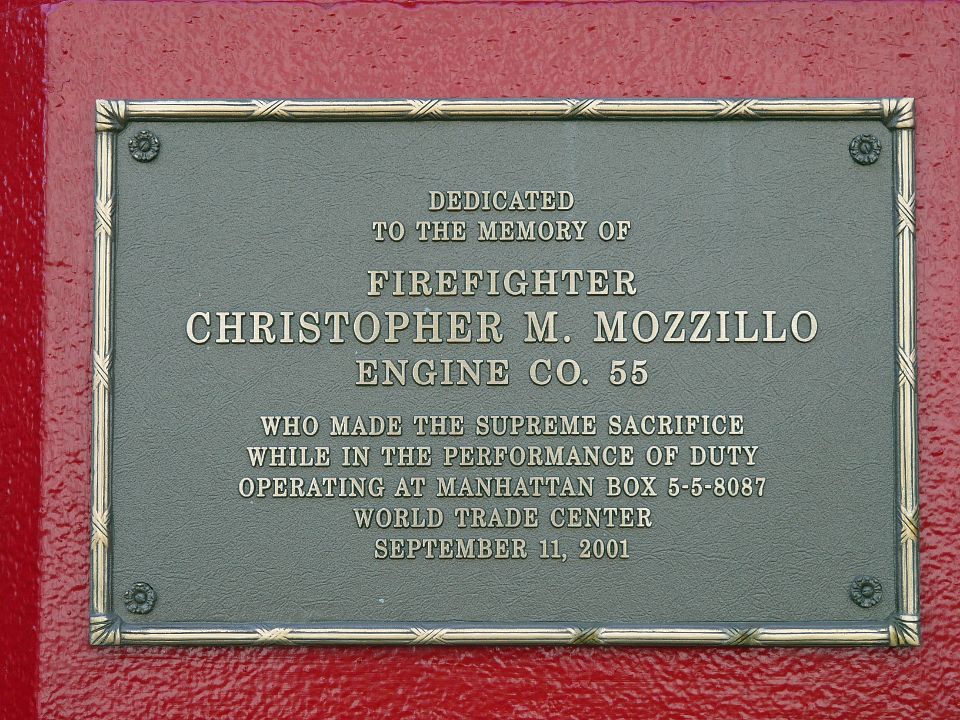 DEDICATED
TO THE MEMORY OF
FIREFIGHTER
CHRISTOPHER M. MOZZILLO
ENGINE CO. 55
WHO MADE THE SUPREME SACRIFICE
WHILE IN THE PERFORMANCE OF DUTY
OPERATING AT MANHATTAN BOX 5-5-8087
WORLD TRADE CENTER
SEPTEMBER 11, 2001